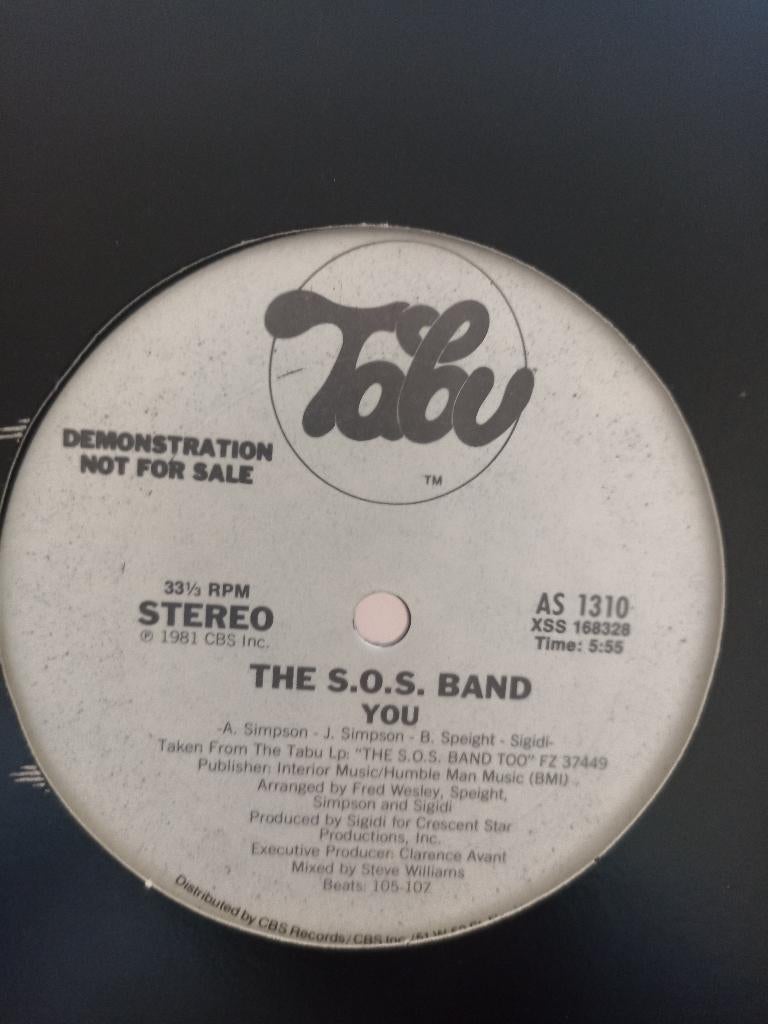 Tabu
TM
DEMONSTRATION
NOT FOR SALE
33⅓ RPM
STEREO
℗ 1981 CBS Inc.
AS 1310
XSS 168328
Time: 5:55
THE S.O.S. BAND
YOU
-A. Simpson - J. Simpson - B. Speight - Sigidi-
Taken From The Tabu Lp: "THE S.O.S. BAND TOO" FZ 37449
Publisher: Interior Music/Humble Man Music (BMI)
Arranged by Fred Wesley, Speight,
Simpson and Sigidi
Produced by Sigidi for Crescent Star
Productions, Inc.
Executive Producer: Clarence Avant
Mixed by Steve Williams
Beats: 105-107
Distributed by CBS Records/CBS Inc./51 W.